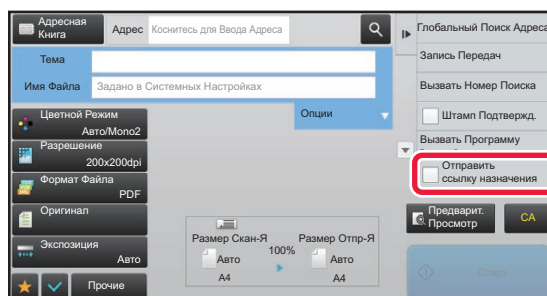 Адресная
Книга
Адрес
Коснитесь для Ввода Адреса
Тема
Имя Файла
Задано в Системных Настройках
Опции
Цветной Режим
Авто/Mono2
Разрешение
200x200dpi
Формат Файла
PDF
Оригинал
Экспозиция
Авто
Прочие
Размер Скан-Я
100%
Размер Отпр-Я
Авто
A4
Авто
A4
Глобальный Поиск Адреса
Запись Передач
Вызвать Номер Поиска
Штамп Подтвержд.
Вызвать Программу
Отправить
ссылку назначения
Предварит.
Просмотр
CA
Старт